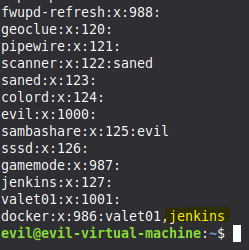 fwupd-refresh:x:988:
geoclue:x:120:
pipewire:x:121:
scanner:x:122:saned
saned:x:123:
colord:x:124:
evil:x:1000:
sambashare:x:125:evil
sssd:x:126:
gamemode:x:987:
jenkins:x:127:
valet01:x:1001:
docker:x:986:valet01,jenkins
evil@evil-virtual-machine:~$